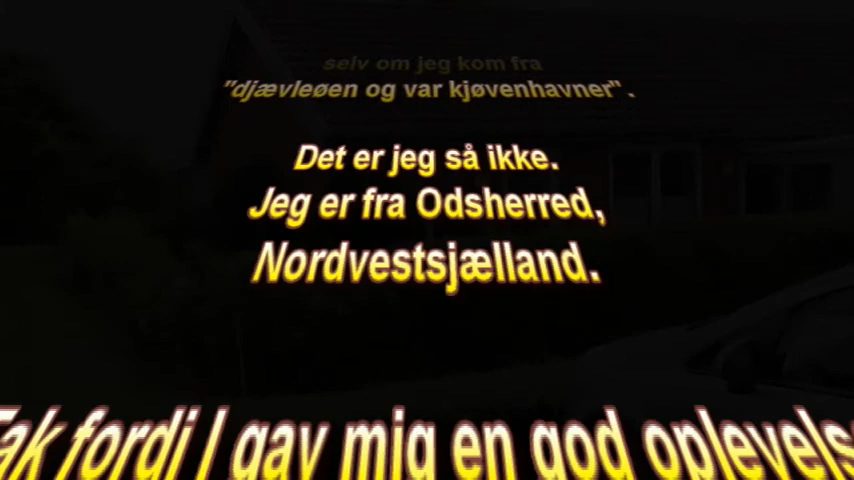 selv om jeg kom fra
"djævleøen og var kjøvenhavner".
Det er jeg så ikke.
Jeg er fra Odsherred,
Nordvestsjælland.
Tak fordi I gav mig en god oplevels